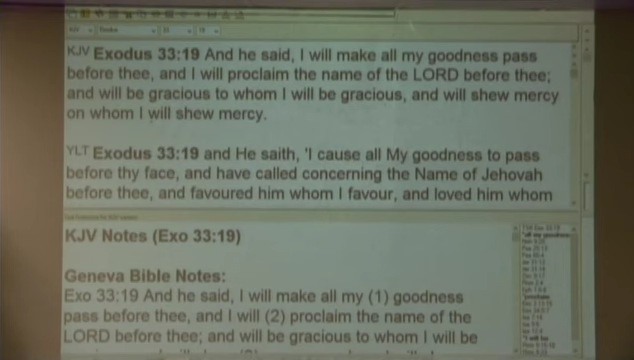 KJV Exodus 33:19 And he said, I will make all my goodness pass
before thee, and I will proclaim the name of the LORD before thee;
and will be gracious to whom I will be gracious, and will shew mercy
on whom I will shew mercy.
YLT Exodus 33:19 and He saith, 'I cause all My goodness to pass
before thy face, and have called concerning the Name of Jehovah
before thee, and favoured him whom I favour, and loved him whom
KJV Notes (Exo 33:19)
Geneva Bible Notes:
Exo 33:19 And he said, I will make all my (1) goodness
pass before thee, and I will (2) proclaim the name of the
LORD before thee; and will be gracious to whom I will be